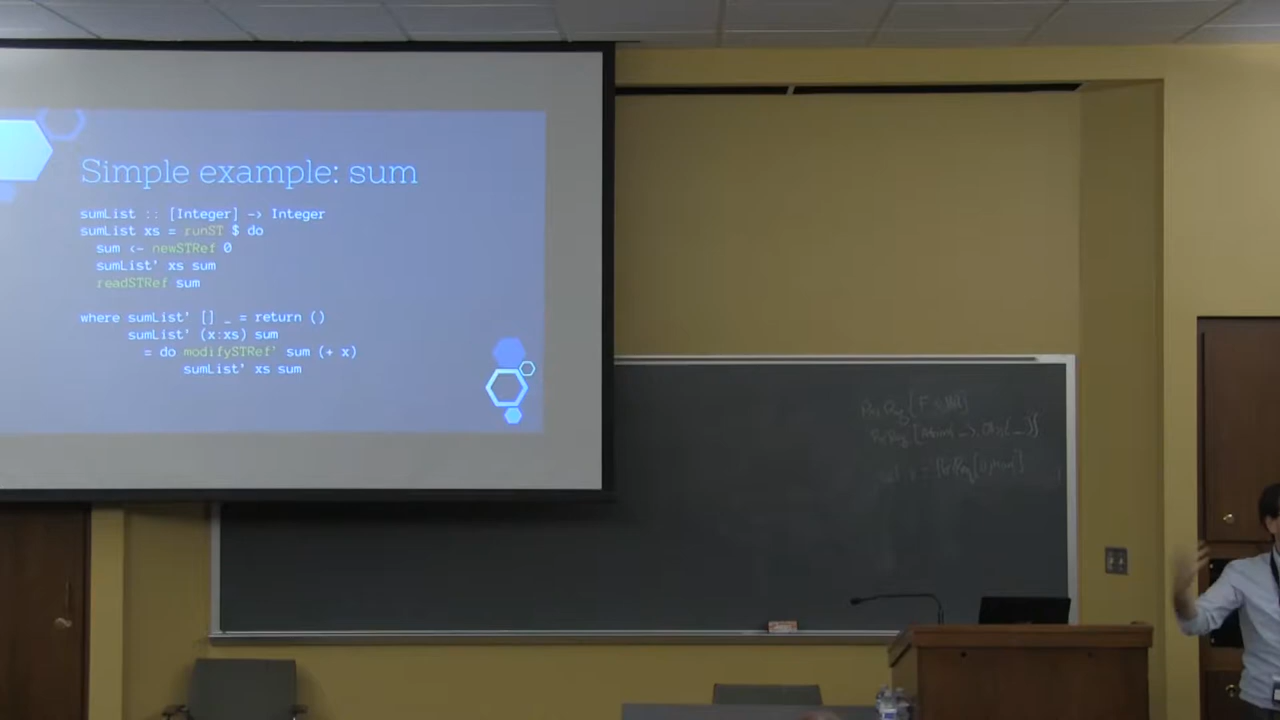 Simple example: sum
sumList :: [Integer] -> Integer
sumList xs = runST $ do
sum <- newSTRef 0
sumList' xs sum
readSTRef sum
where sumList' [] _ = return ()
sumList' (x:xs) sum
= do modifySTRef' sum (+ x)
sumList' xs sum